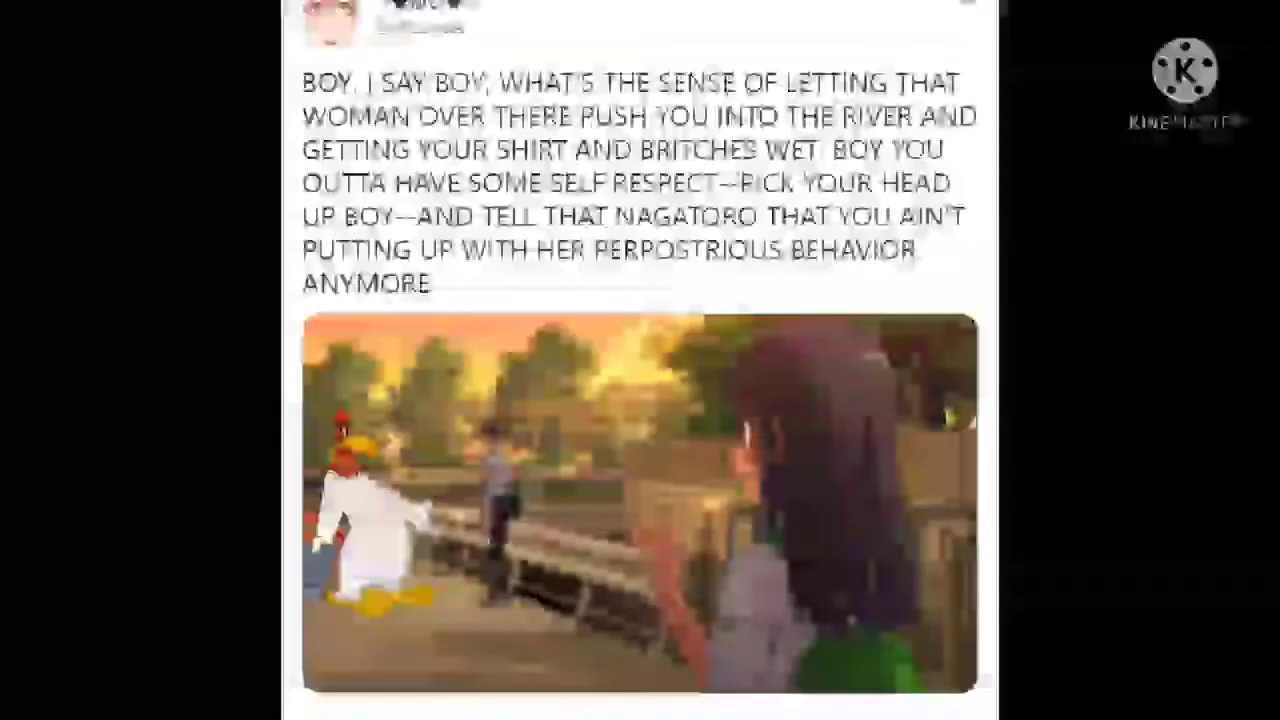 BOY, I SAY BOY, WHAT'S THE SENSE OF LETTING THAT
WOMAN OVER THERE PUSH YOU INTO THE RIVER AND
GETTING YOUR SHIRT AND BRITCHES WET. BOY YOU
OUTTA HAVE SOME SELF RESPECT—PICK YOUR HEAD
UP BOY—AND TELL THAT NAGATORO THAT YOU AIN'T
PUTTING UP WITH HER PERPOSTRIOUS BEHAVIOR
ANYMORE
K
KINEMASTER